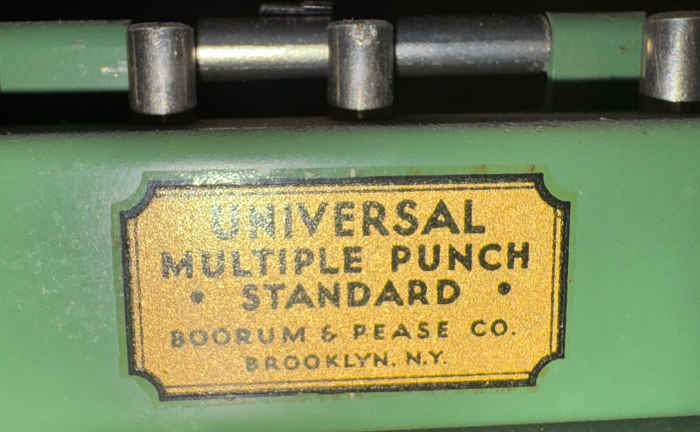 UNIVERSAL
MULTIPLE PUNCH
• STANDARD •
BOORUM & PEASE CO.
BROOKLYN, N.Y.